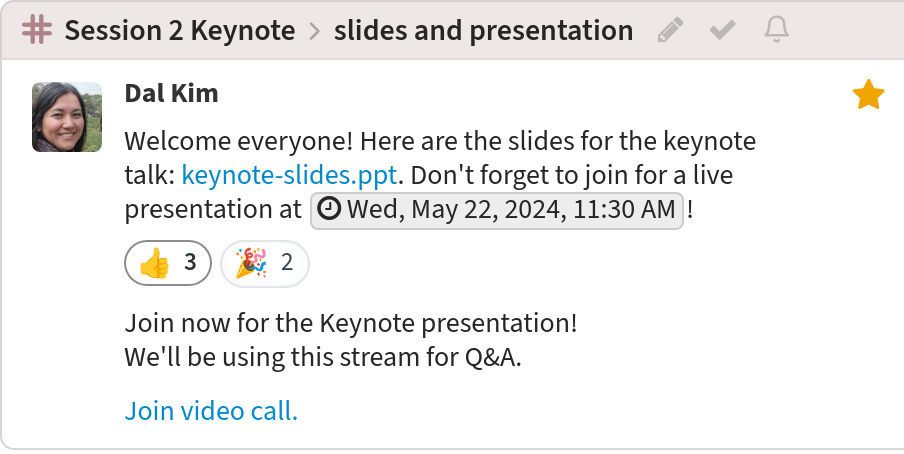 # Session 2 Keynote > slides and presentation
Dal Kim
Welcome everyone! Here are the slides for the keynote
talk: keynote-slides.ppt. Don't forget to join for a live
presentation at Wed, May 22, 2024, 11:30 AM !
👍 3 🎉 2
Join now for the Keynote presentation!
We'll be using this stream for Q&A.
Join video call.